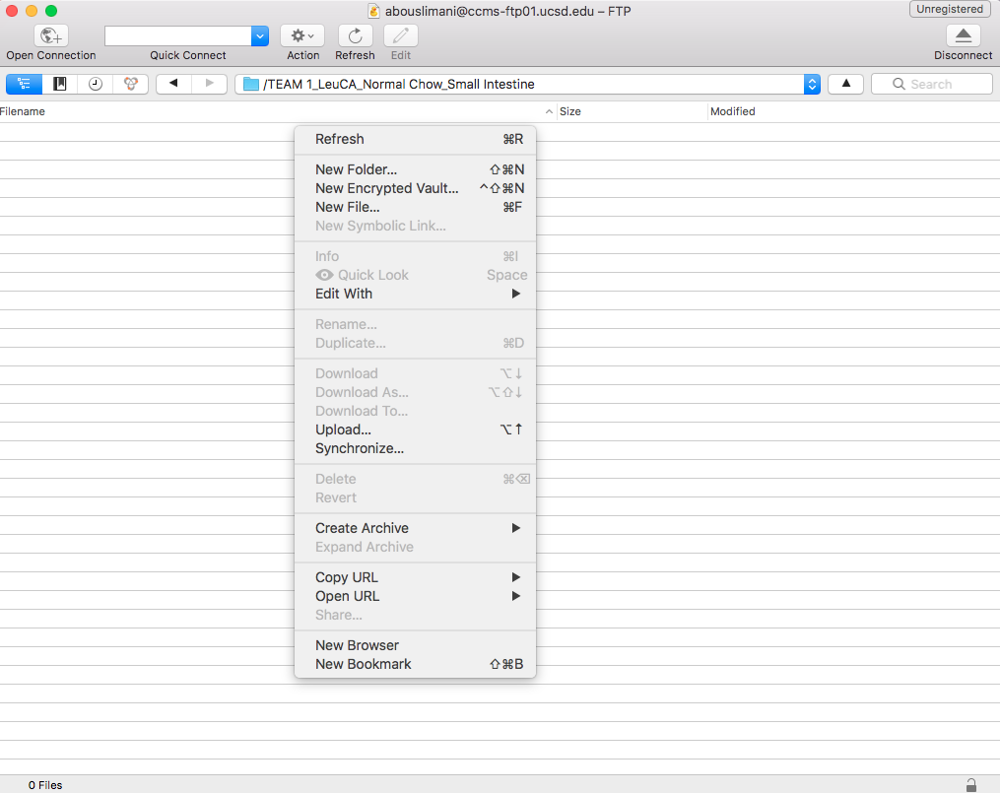 abouslimani@ccms-ftp01.ucsd.edu – FTP
Unregistered
Open Connection
Quick Connect
Action
Refresh
Edit
Disconnect
/TEAM 1_LeuCA_Normal Chow_Small Intestine
Search
Filename
Size
Modified
Refresh ⌘R
New Folder... ⇧⌘N
New Encrypted Vault... ^⇧⌘N
New File... ⌘F
New Symbolic Link...
Info ⌘I
Quick Look Space
Edit With
Rename...
Duplicate... ⌘D
Download ⌥↓
Download As... ⌥⇧↓
Download To...
Upload... ⌥↑
Synchronize...
Delete ⌘⌫
Revert
Create Archive
Expand Archive
Copy URL
Open URL
Share...
New Browser
New Bookmark ⇧⌘B
0 Files